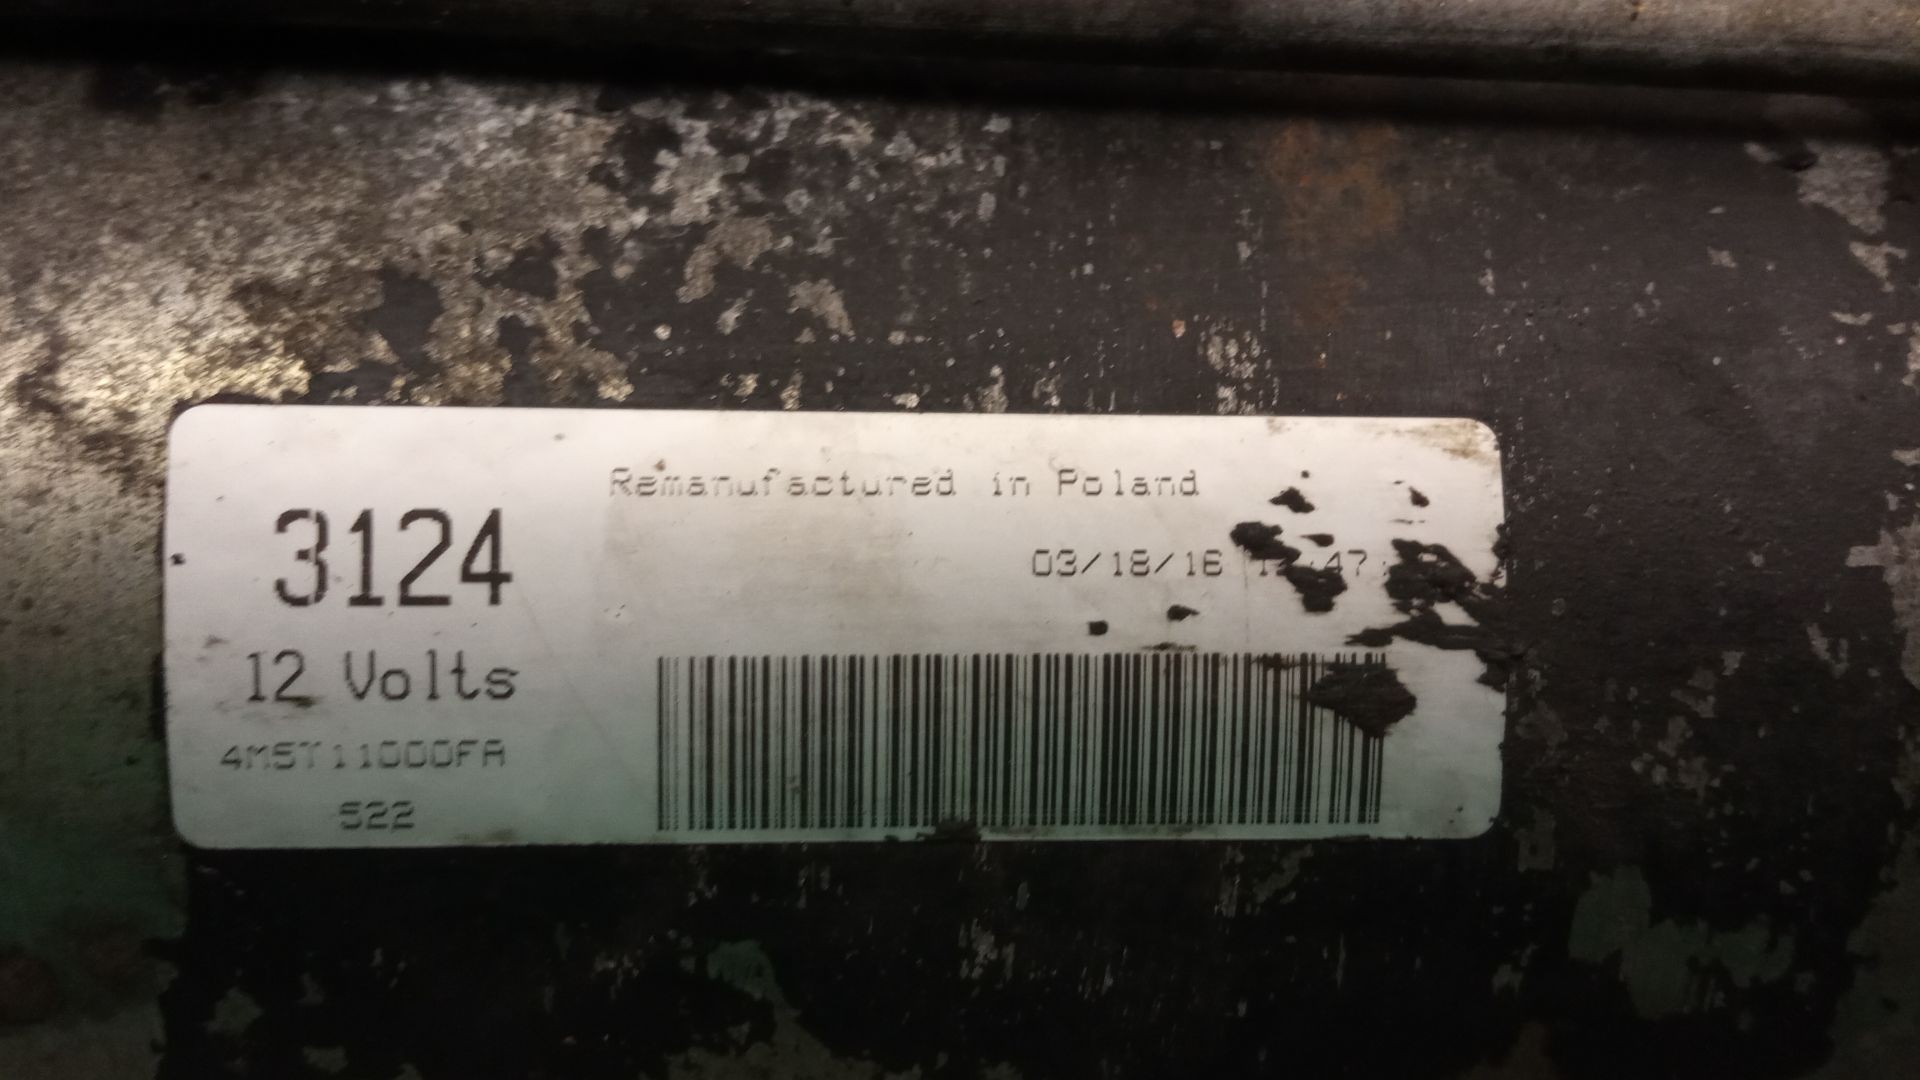 Remanufactured in Poland
3124
03/18/16
12 Volts
4M5T11000FA
522